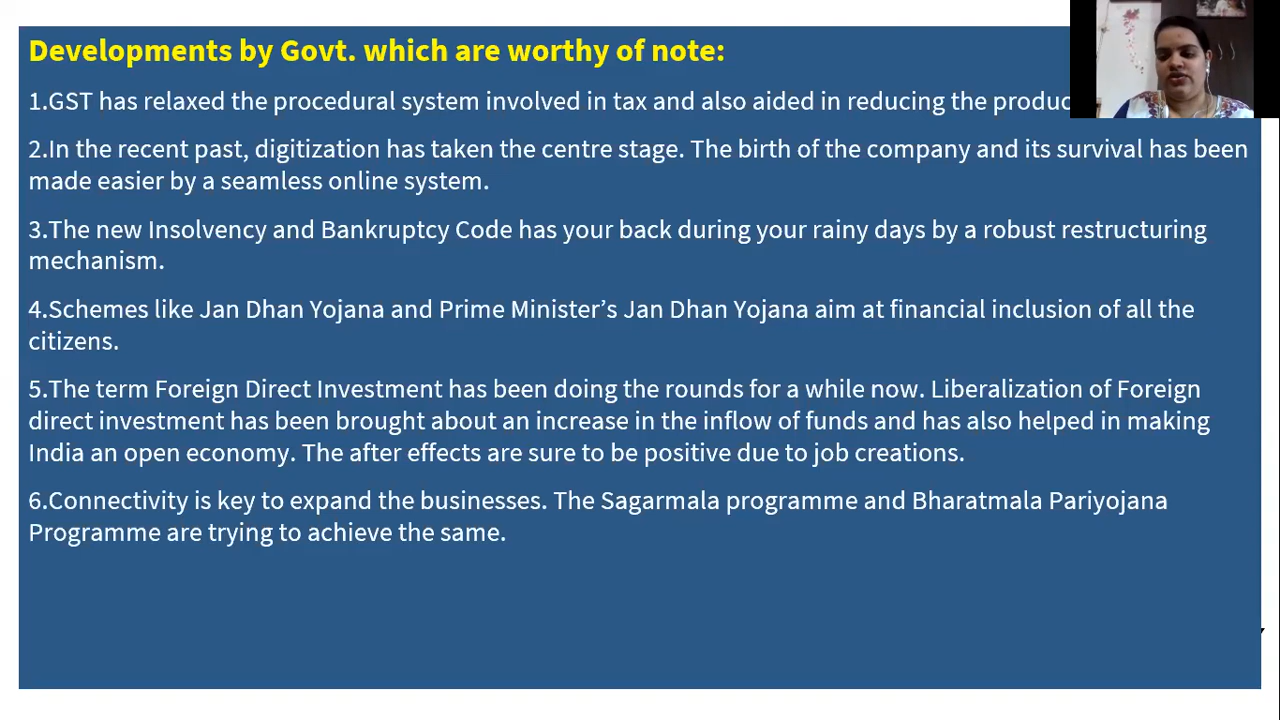 Developments by Govt. which are worthy of note:
1.GST has relaxed the procedural system involved in tax and also aided in reducing the
2.In the recent past, digitization has taken the centre stage. The birth of the company and its survival has been
made easier by a seamless online system.
3.The new Insolvency and Bankruptcy Code has your back during your rainy days by a robust restructuring
mechanism.
4.Schemes like Jan Dhan Yojana and Prime Minister’s Jan Dhan Yojana aim at financial inclusion of all the
citizens.
5.The term Foreign Direct Investment has been doing the rounds for a while now. Liberalization of Foreign
direct investment has been brought about an increase in the inflow of funds and has also helped in making
India an open economy. The after effects are sure to be positive due to job creations.
6.Connectivity is key to expand the businesses. The Sagarmala programme and Bharatmala Pariyojana
Programme are trying to achieve the same.